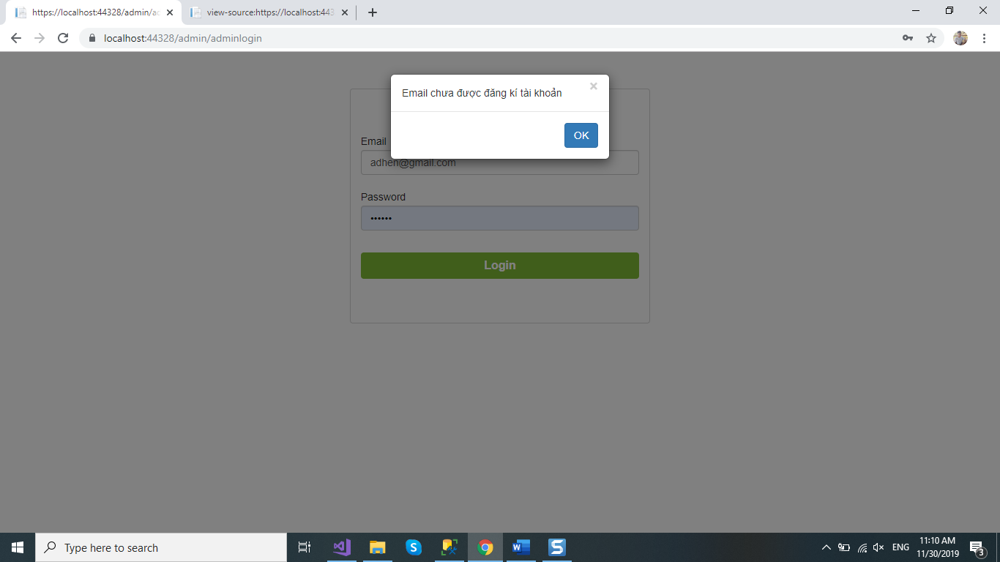 https://localhost:44328/admin/ad
view-source:https://localhost:443
localhost:44328/admin/adminlogin
Email chưa được đăng kí tài khoản
×
OK
Email
adhen@gmail.com
Password
••••••
Login
Type here to search
ENG
11:10 AM
11/30/2019
3